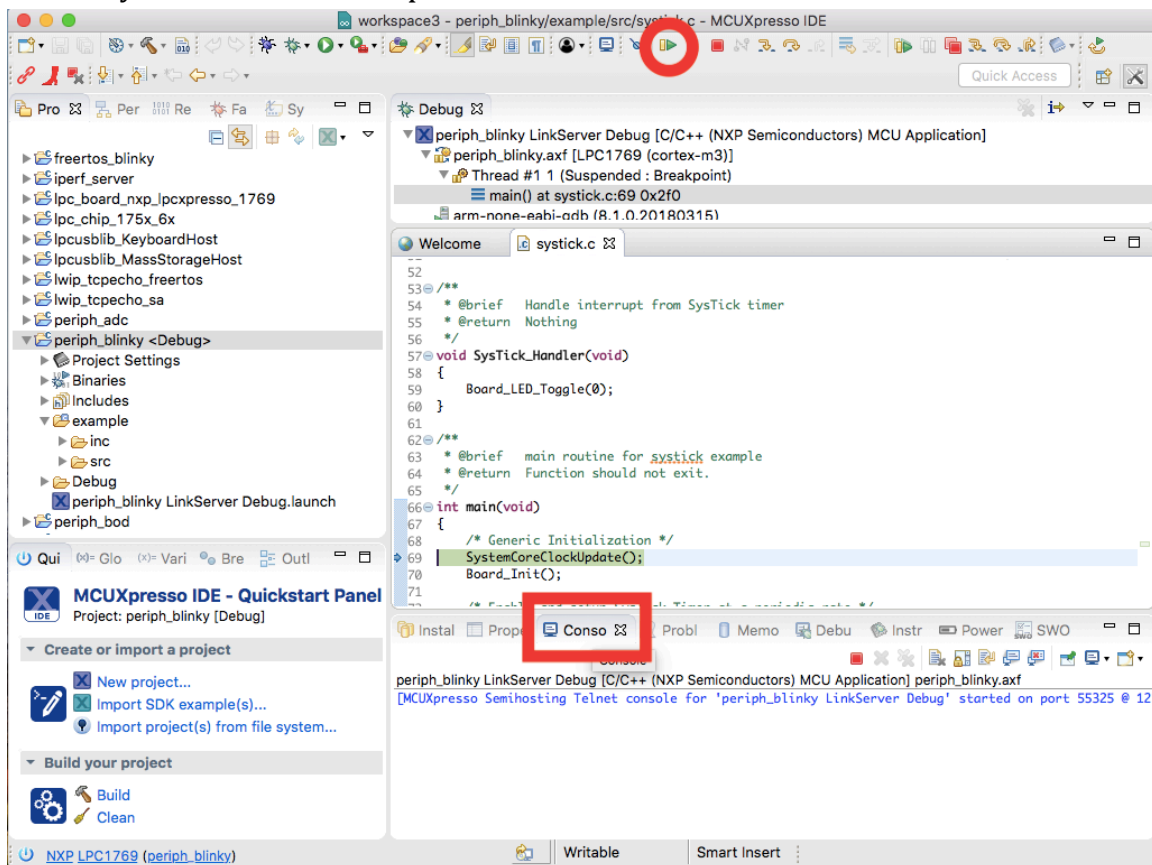 workspace3 - periph_blinky/example/src/systick.c - MCUXpresso IDE
Quick Access
Pro Per Re Fa Sy
freertos_blinky
iperf_server
lpc_board_nxp_lpcxpresso_1769
lpc_chip_175x_6x
lpcusblib_KeyboardHost
lpcusblib_MassStorageHost
lwip_tcpecho_freertos
lwip_tcpecho_sa
periph_adc
periph_blinky <Debug>
Project Settings
Binaries
Includes
example
inc
src
Debug
periph_blinky LinkServer Debug.launch
periph_bod
Debug
periph_blinky LinkServer Debug [C/C++ (NXP Semiconductors) MCU Application]
periph_blinky.axf [LPC1769 (cortex-m3)]
Thread #1 1 (Suspended : Breakpoint)
main() at systick.c:69 0x2f0
arm-none-eabi-gdb (8.1.0.20180315)
Welcome systick.c
52
53 /**
54 * @brief Handle interrupt from SysTick timer
55 * @return Nothing
56 */
57 void SysTick_Handler(void)
58 {
59 Board_LED_Toggle(0);
60 }
61
62 /**
63 * @brief main routine for systick example
64 * @return Function should not exit.
65 */
66 int main(void)
67 {
68 /* Generic Initialization */
69 SystemCoreClockUpdate();
70 Board_Init();
71
Qui (x)= Glo (x)= Vari Bre Outl
IDE
MCUXpresso IDE - Quickstart Panel
Project: periph_blinky [Debug]
Create or import a project
New project...
Import SDK example(s)...
Import project(s) from file system...
Build your project
Build
Clean
Instal Prope Conso Probl Memo Debu Instr Power SWO
periph_blinky LinkServer Debug [C/C++ (NXP Semiconductors) MCU Application] periph_blinky.axf
[MCUXpresso Semihosting Telnet console for 'periph_blinky LinkServer Debug' started on port 55325 @ 12
NXP LPC1769 (periph_blinky)
Writable
Smart Insert